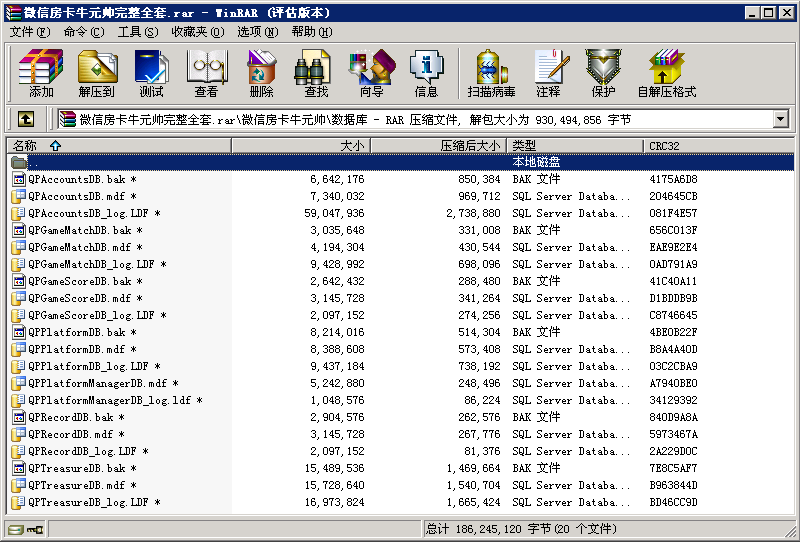 微信房卡牛元帅完整全套.rar - WinRAR (评估版本)
文件(F) 命令(C) 工具(S) 收藏夹(O) 选项(N) 帮助(H)
添加 解压到 测试 查看 删除 查找 向导 信息 扫描病毒 注释 保护 自解压格式
微信房卡牛元帅完整全套.rar\微信房卡牛元帅\数据库 - RAR 压缩文件, 解包大小为 930,494,856 字节
名称 大小 压缩后大小 类型 CRC32
.. 本地磁盘
QPAccountsDB.bak * 6,642,176 850,384 BAK 文件 4175A6D8
QPAccountsDB.mdf * 7,340,032 969,712 SQL Server Databa... 204645CB
QPAccountsDB_log.LDF * 59,047,936 2,738,880 SQL Server Databa... 081F4E57
QPGameMatchDB.bak * 3,035,648 331,008 BAK 文件 656C013F
QPGameMatchDB.mdf * 4,194,304 430,544 SQL Server Databa... EAE9E2E4
QPGameMatchDB_log.LDF * 9,428,992 698,096 SQL Server Databa... 0AD791A9
QPGameScoreDB.bak * 2,642,432 288,480 BAK 文件 41C40A11
QPGameScoreDB.mdf * 3,145,728 341,264 SQL Server Databa... D1BDDB9B
QPGameScoreDB_log.LDF * 2,097,152 274,256 SQL Server Databa... C8746645
QPPlatformDB.bak * 8,214,016 514,304 BAK 文件 4BE0B22F
QPPlatformDB.mdf * 8,388,608 573,408 SQL Server Databa... B8A4A40D
QPPlatformDB_log.LDF * 9,437,184 738,192 SQL Server Databa... 03C2CBA9
QPPlatformManagerDB.mdf * 5,242,880 248,496 SQL Server Databa... A7940BE0
QPPlatformManagerDB_log.ldf * 1,048,576 86,224 SQL Server Databa... 34129392
QPRecordDB.bak * 2,904,576 262,576 BAK 文件 840D9A8A
QPRecordDB.mdf * 3,145,728 267,776 SQL Server Databa... 5973467A
QPRecordDB_log.LDF * 2,097,152 81,376 SQL Server Databa... 2A229D0C
QPTreasureDB.bak * 15,489,536 1,469,664 BAK 文件 7E8C5AF7
QPTreasureDB.mdf * 15,728,640 1,540,704 SQL Server Databa... B963844D
QPTreasureDB_log.LDF * 16,973,824 1,665,424 SQL Server Databa... BD46CC9D
总计 186,245,120 字节(20 个文件)